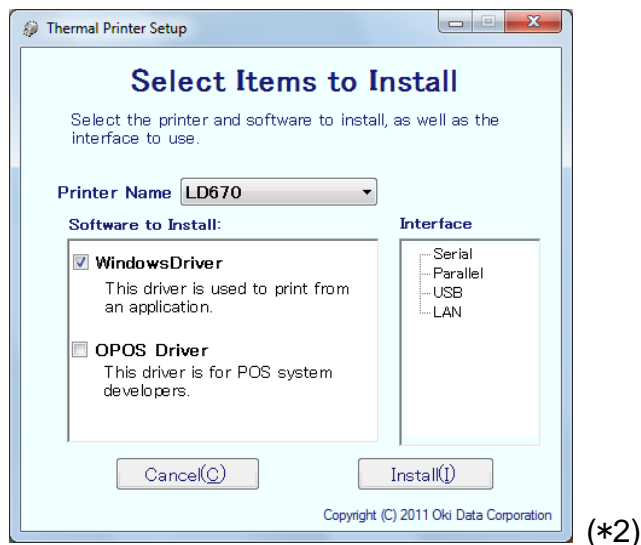 Thermal Printer Setup
Select Items to Install
Select the printer and software to install, as well as the
interface to use.
Printer Name LD670
Software to Install:
WindowsDriver
This driver is used to print from
an application.
OPOS Driver
This driver is for POS system
developers.
Interface
Serial
Parallel
USB
LAN
Cancel(C)
Install(I)
Copyright (C) 2011 Oki Data Corporation
(*2)